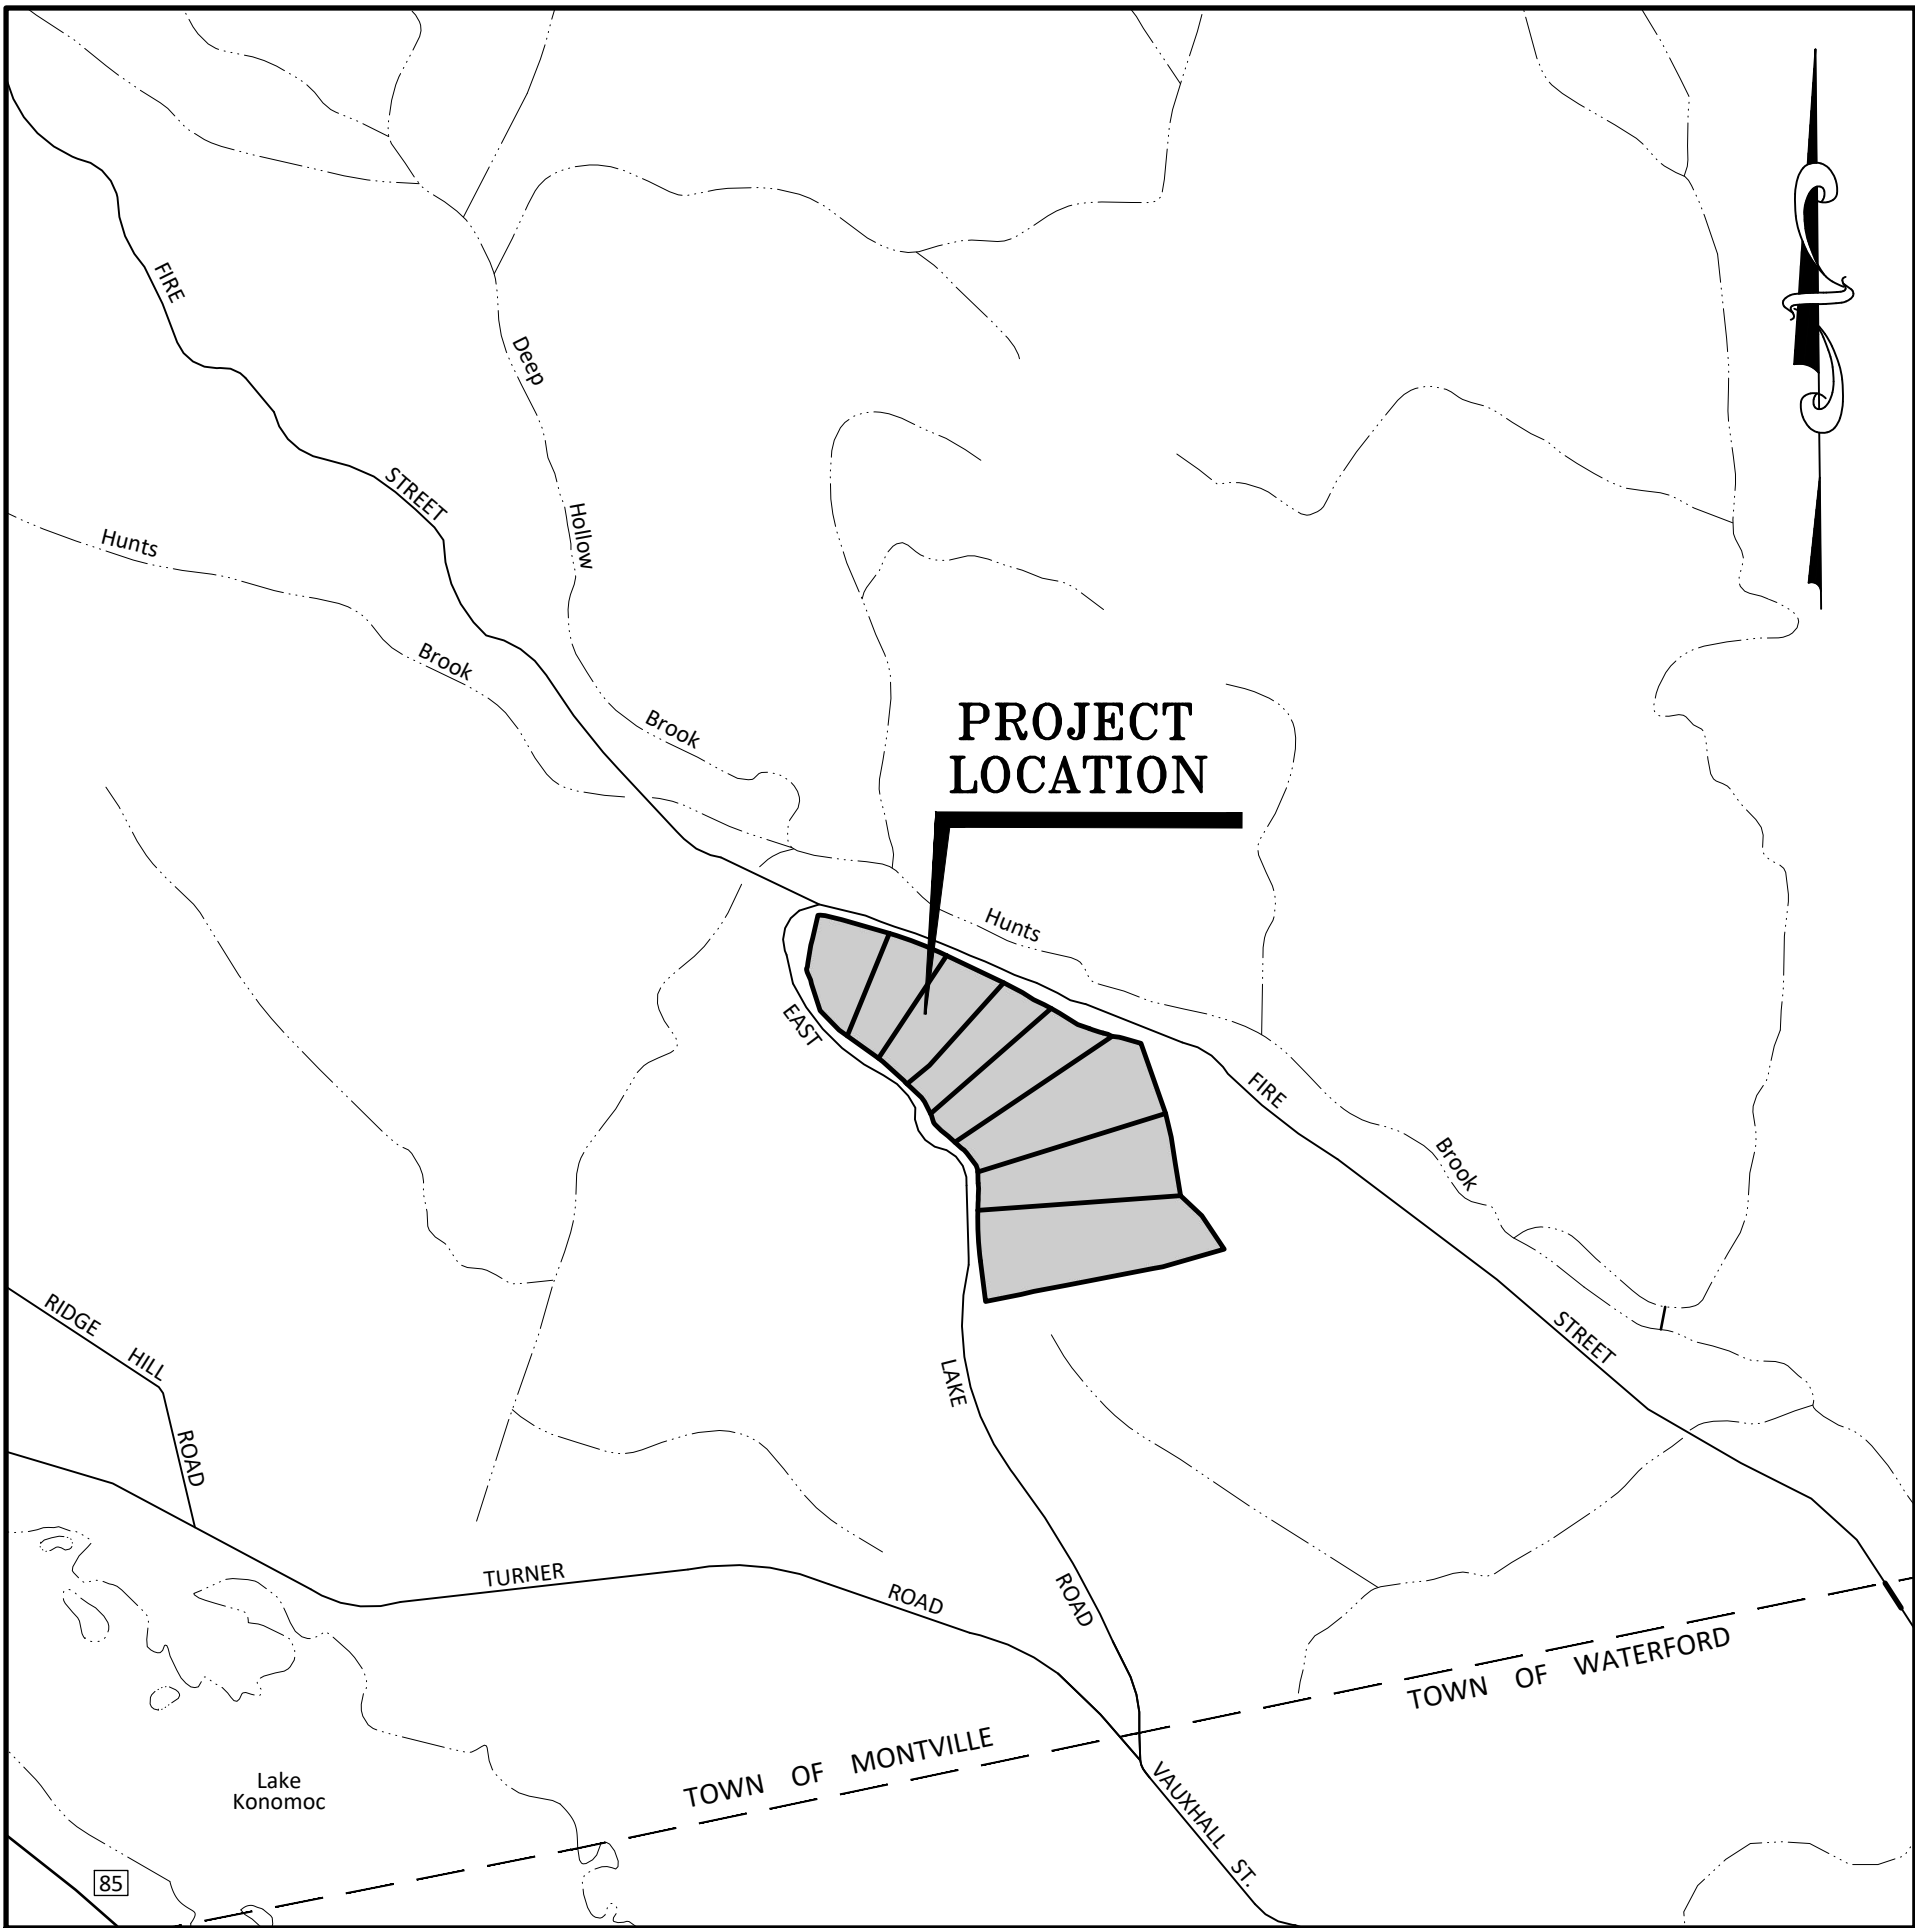 FIRE
Deep
STREET
Hunts
Hollow
Brook
Brook
PROJECT
LOCATION
Hunts
EAST
FIRE
Brook
RIDGE
HILL
ROAD
LAKE
STREET
TURNER
ROAD
ROAD
TOWN OF WATERFORD
TOWN OF MONTVILLE
Lake
Konomoc
VAUXHALL ST.
85